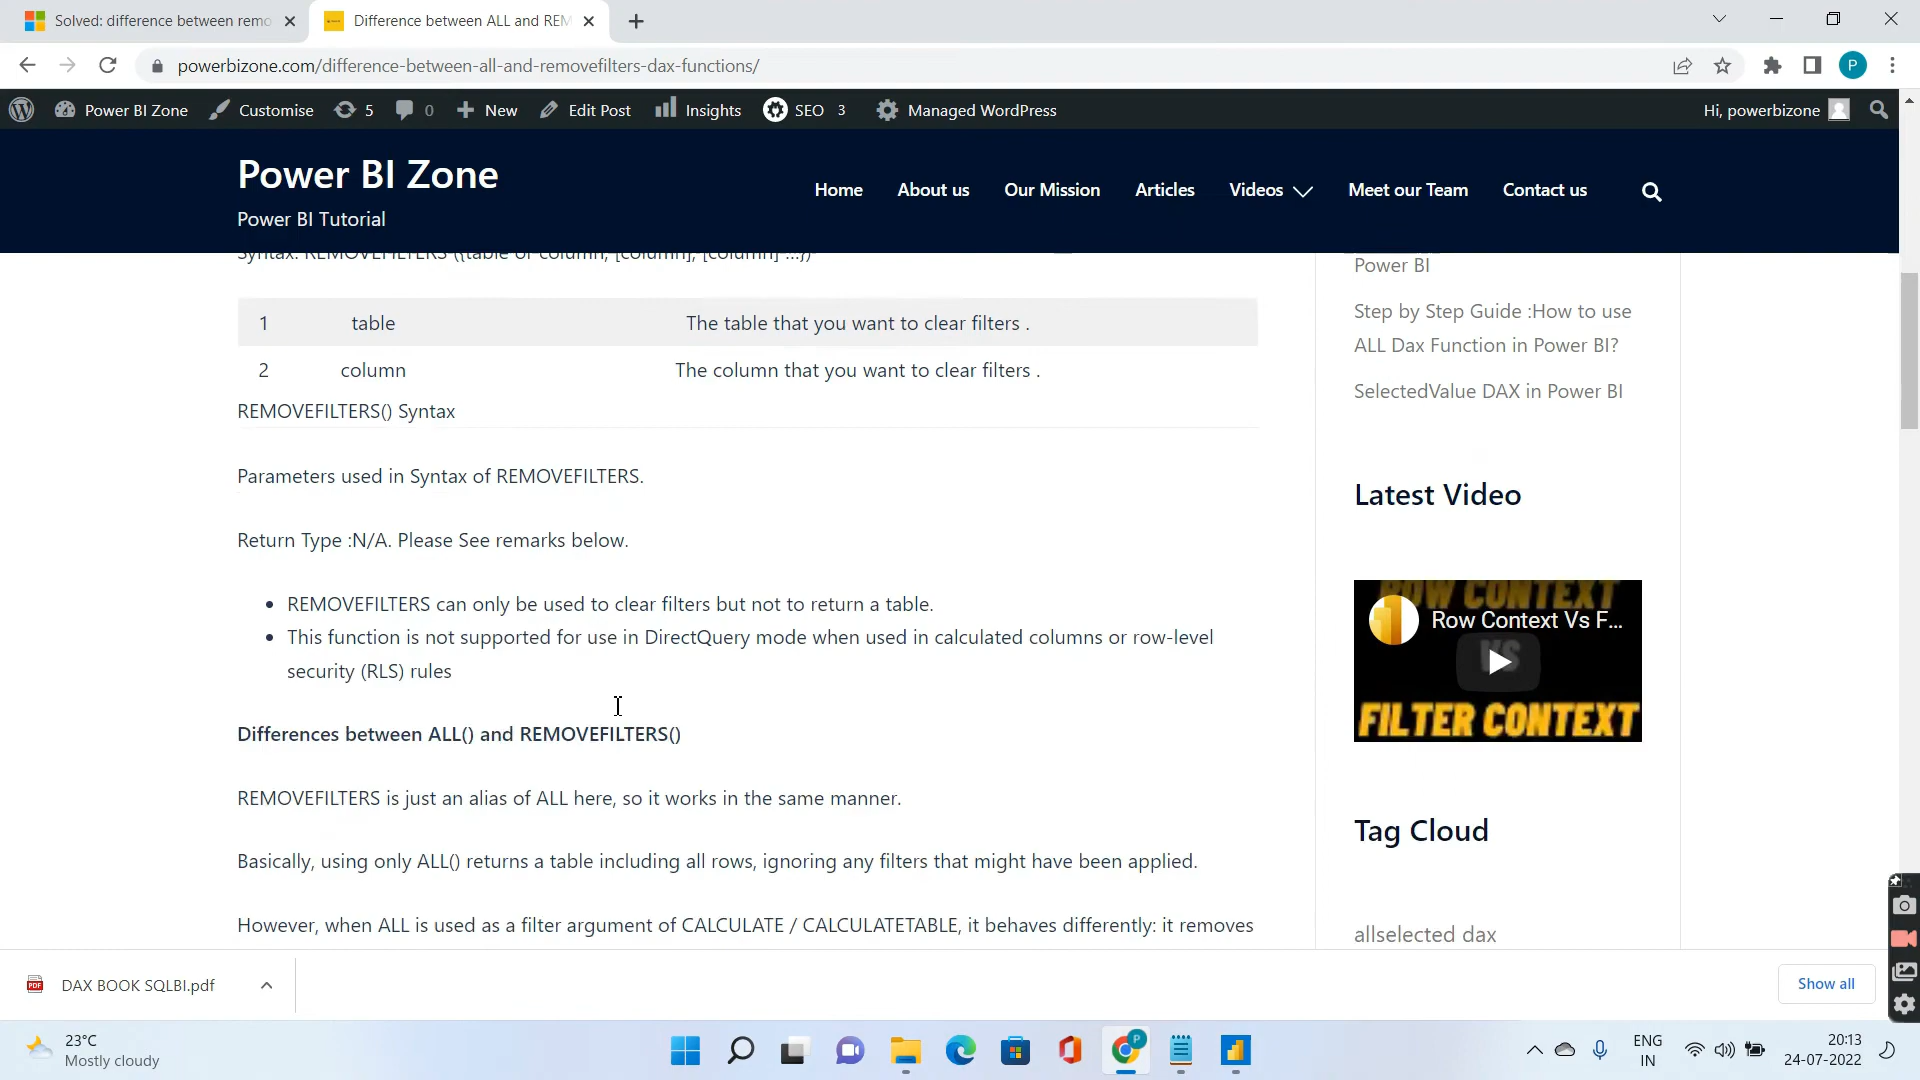 Solved: difference between remo
Difference between ALL and REM
powerbizone.com/difference-between-all-and-removefilters-dax-functions/
P
Power BI Zone
Customise
5
0
New
Edit Post
Insights
SEO 3
Managed WordPress
Hi, powerbizone
Power BI Zone
Power BI Tutorial
Home
About us
Our Mission
Articles
Videos
Meet our Team
Contact us
Syntax: REMOVEFILTERS ([table or column, [column], [column] ...])
1 table The table that you want to clear filters .
2 column The column that you want to clear filters .
REMOVEFILTERS() Syntax
Parameters used in Syntax of REMOVEFILTERS.
Return Type :N/A. Please See remarks below.
• REMOVEFILTERS can only be used to clear filters but not to return a table.
• This function is not supported for use in DirectQuery mode when used in calculated columns or row-level
security (RLS) rules
Differences between ALL() and REMOVEFILTERS()
REMOVEFILTERS is just an alias of ALL here, so it works in the same manner.
Basically, using only ALL() returns a table including all rows, ignoring any filters that might have been applied.
However, when ALL is used as a filter argument of CALCULATE / CALCULATETABLE, it behaves differently: it removes
Power BI
Step by Step Guide :How to use
ALL Dax Function in Power BI?
SelectedValue DAX in Power BI
Latest Video
ROW CONTEXT
Row Context Vs F...
VS
FILTER CONTEXT
Tag Cloud
allselected dax
PDF
DAX BOOK SQLBI.pdf
Show all
23°C
Mostly cloudy
P
ENG
IN
20:13
24-07-2022